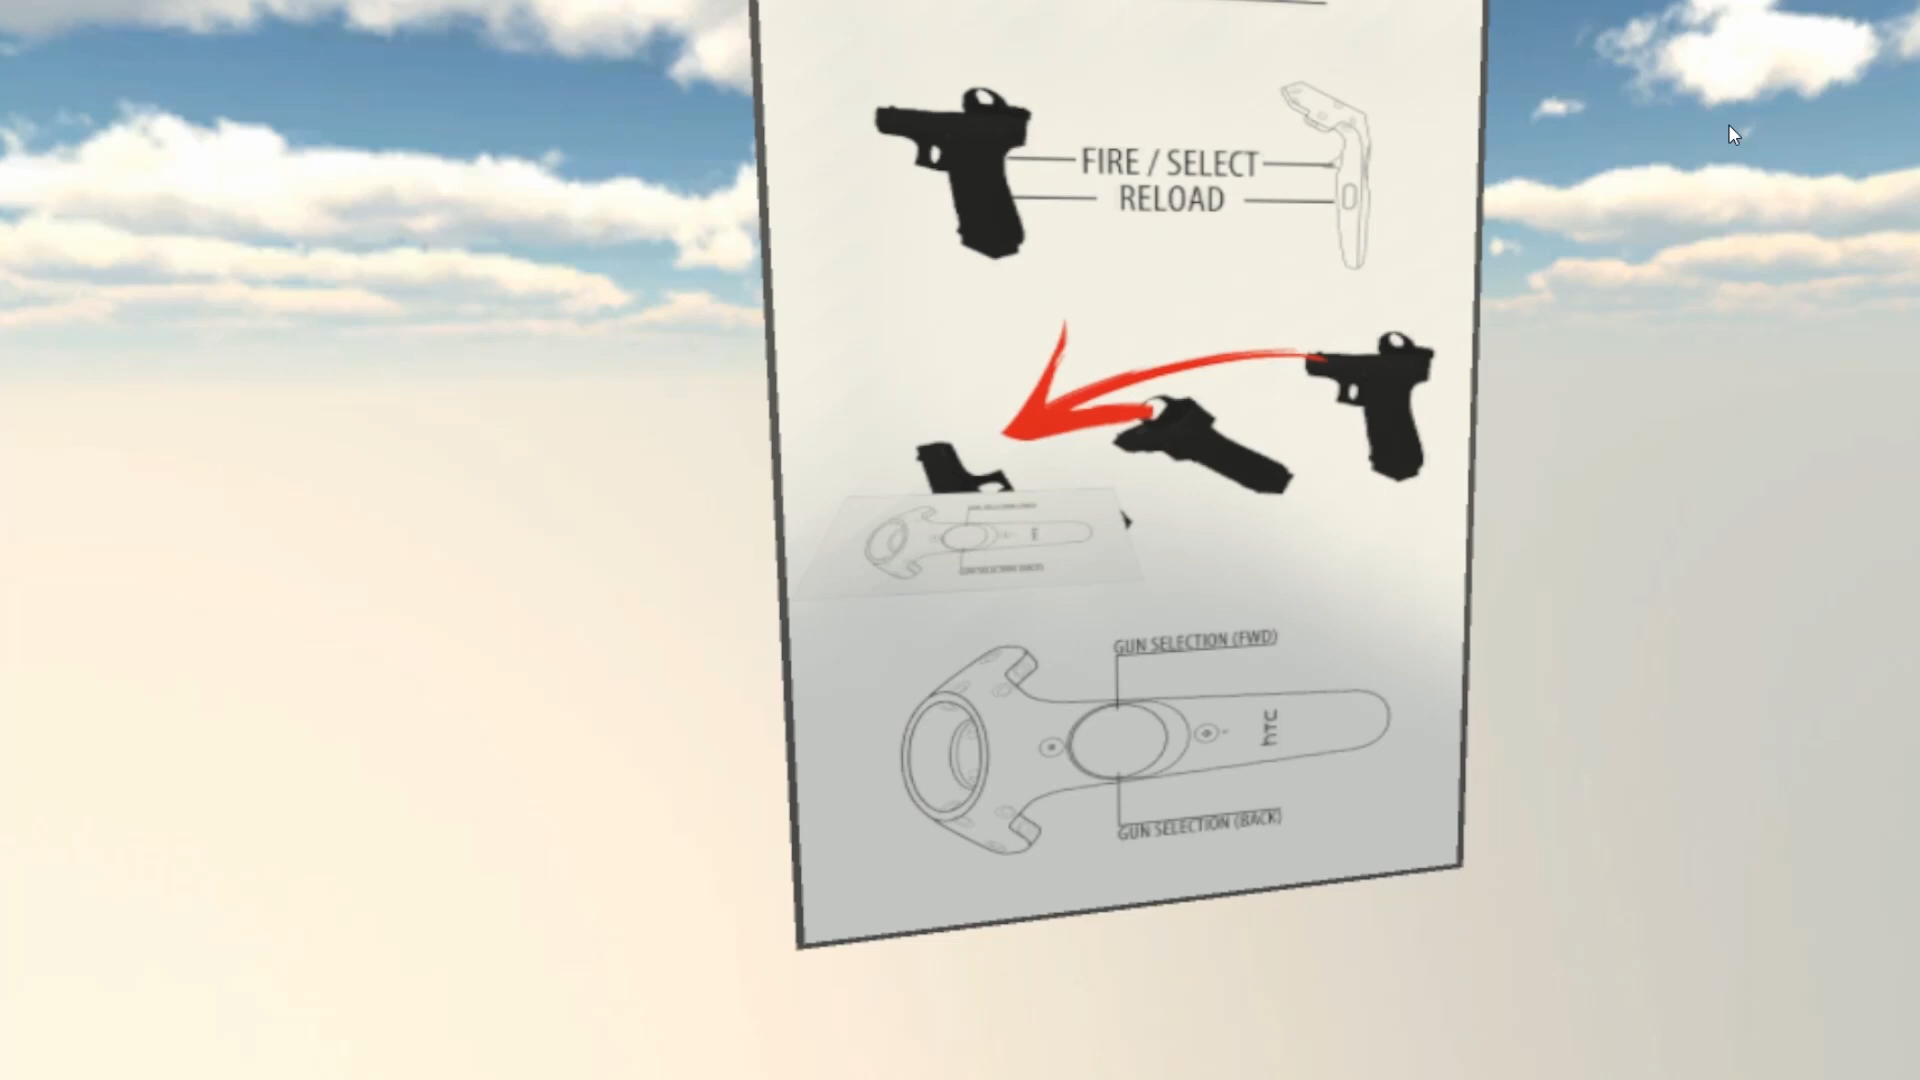 FIRE / SELECT
RELOAD
GUN SELECTION (FWD)
htc
GUN SELECTION (BACK)